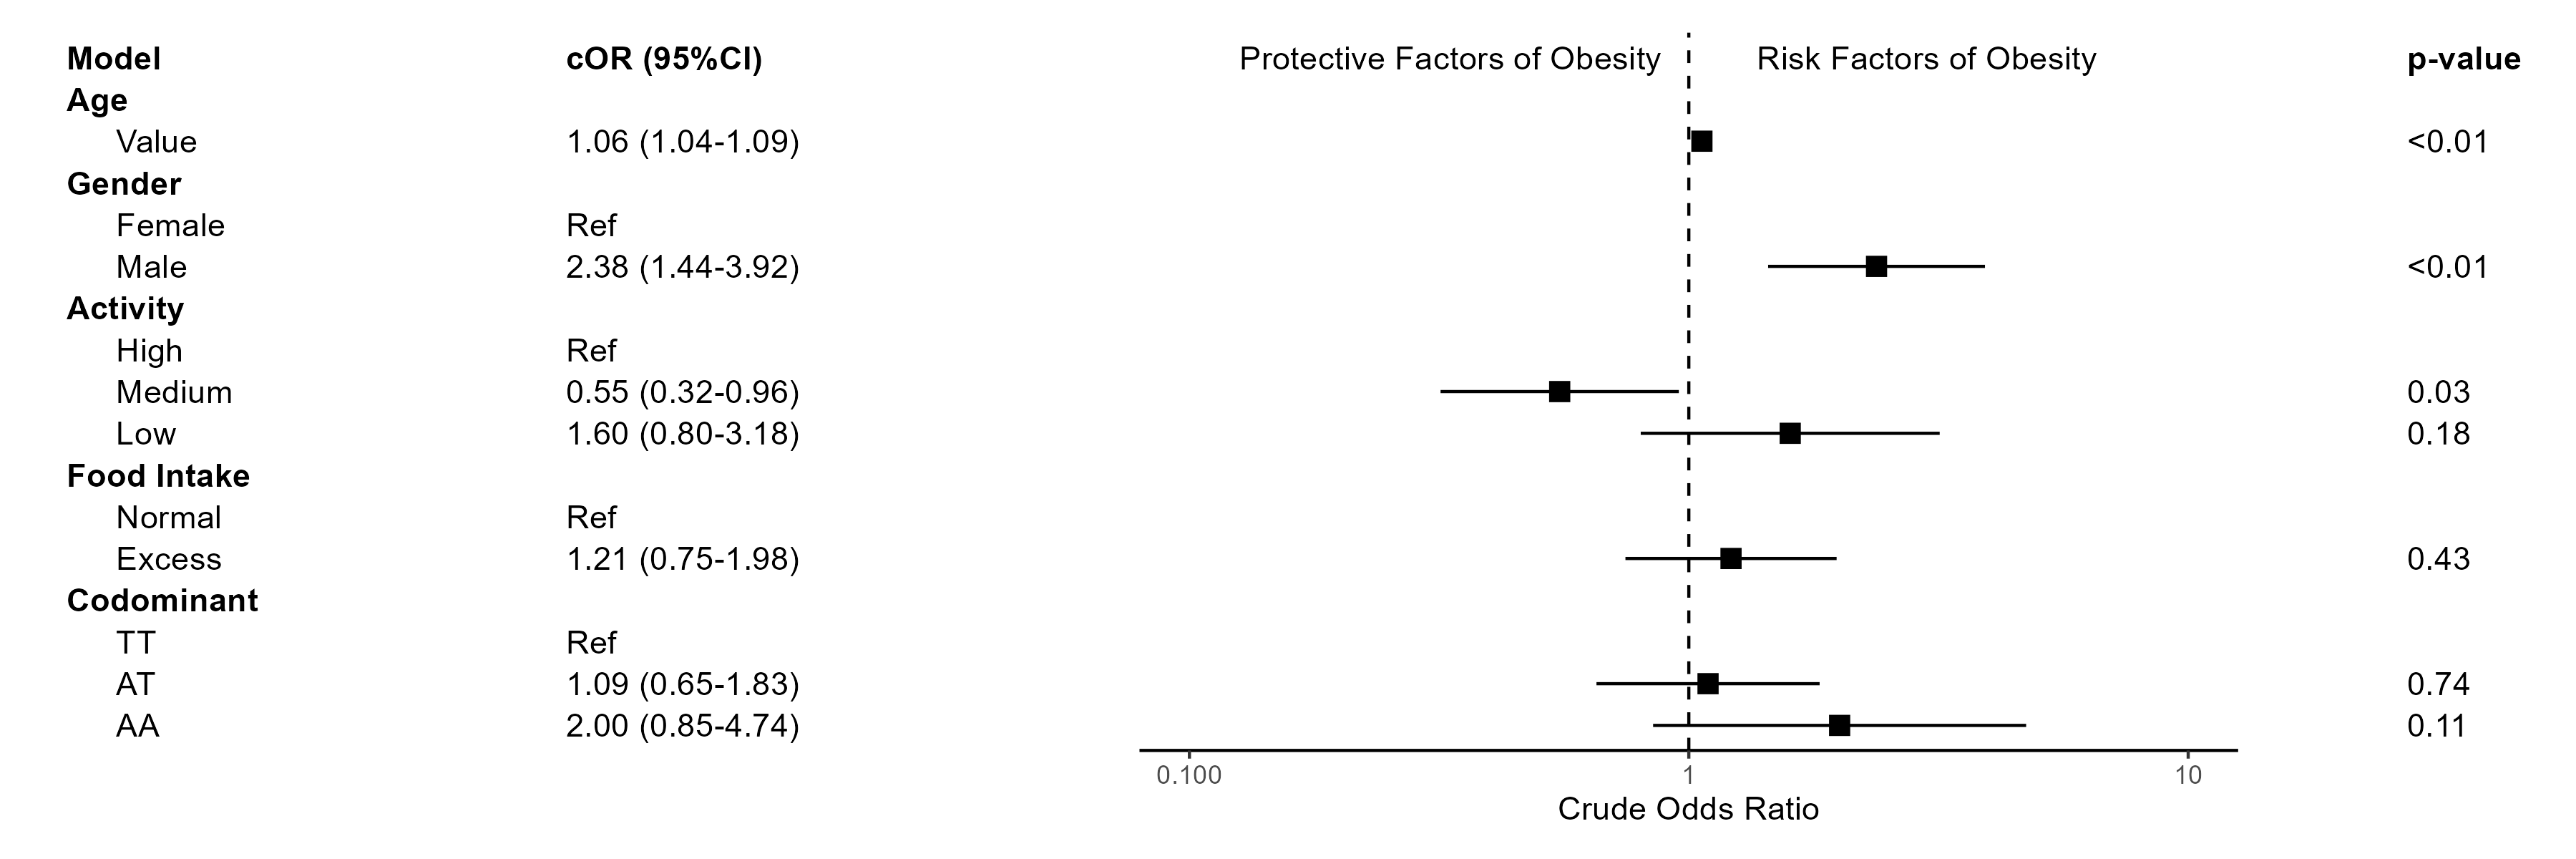 Model cOR (95%CI) Protective Factors of Obesity Risk Factors of Obesity p-value
Age
Value 1.06 (1.04-1.09) <0.01
Gender
Female Ref
Male 2.38 (1.44-3.92) <0.01
Activity
High Ref
Medium 0.55 (0.32-0.96) 0.03
Low 1.60 (0.80-3.18) 0.18
Food Intake
Normal Ref
Excess 1.21 (0.75-1.98) 0.43
Codominant
TT Ref
AT 1.09 (0.65-1.83) 0.74
AA 2.00 (0.85-4.74) 0.11
0.100 1 10
Crude Odds Ratio